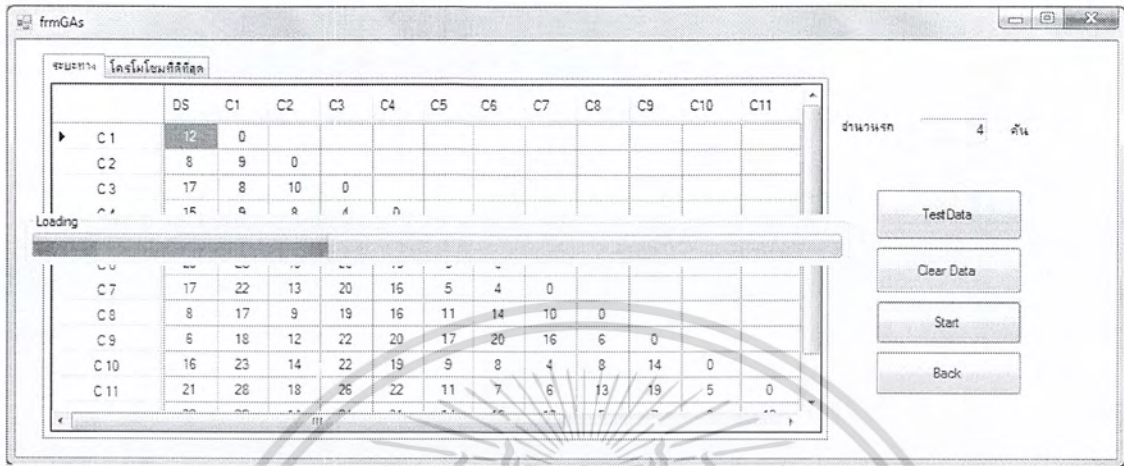 frmGAs
ระยะทาง โครโมโซมที่ดีที่สุด
DS C1 C2 C3 C4 C5 C6 C7 C8 C9 C10 C11
C 1 12 0
C 2 8 9 0
C 3 17 8 10 0
C 4 15 9 8 4 0
Loading
C 7 17 22 13 20 16 5 4 0
C 8 8 17 9 19 16 11 14 10 0
C 9 6 18 12 22 20 17 20 16 6 0
C 10 16 23 14 22 19 9 8 4 8 14 0
C 11 21 28 18 26 22 11 7 6 13 19 5 0
จำนวนรถ 4 คัน
TestData
Clear Data
Start
Back